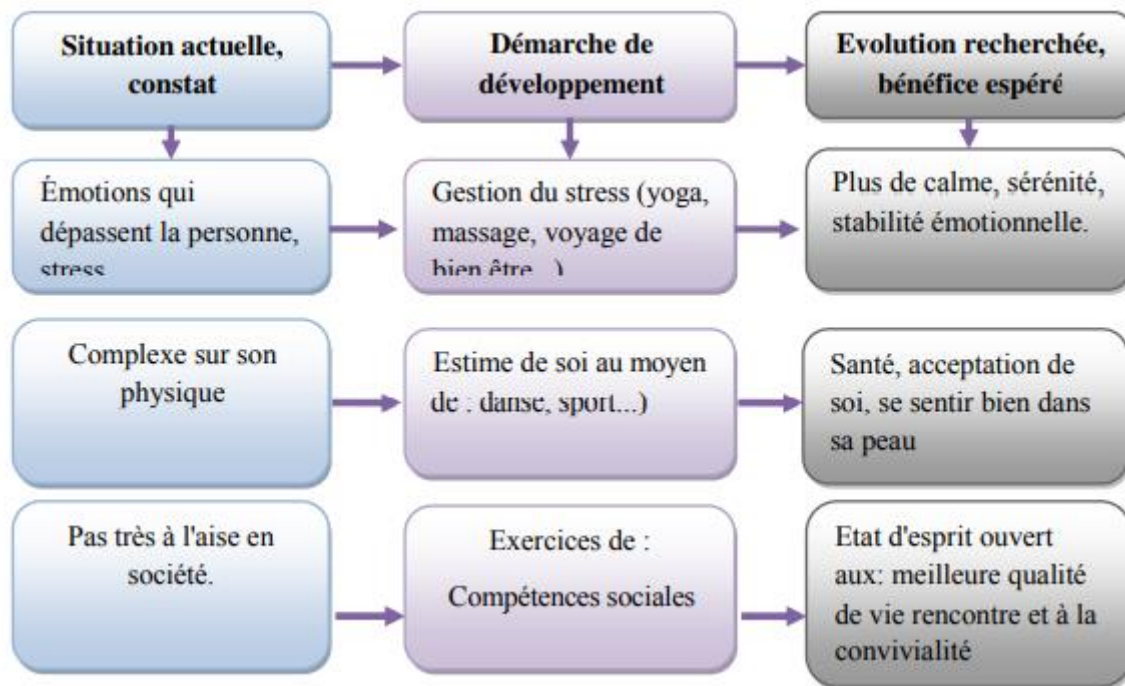 Situation actuelle,
constat
Démarche de
développement
Evolution recherchée,
bénéfice espéré
Émotions qui
dépassent la personne,
stress
Gestion du stress (yoga,
massage, voyage de
bien être...)
Plus de calme, sérénité,
stabilité émotionnelle.
Complexe sur son
physique
Estime de soi au moyen
de : danse, sport...)
Santé, acceptation de
soi, se sentir bien dans
sa peau
Pas très à l'aise en
société.
Exercices de :
Compétences sociales
Etat d'esprit ouvert
aux: meilleure qualité
de vie rencontre et à la
convivialité